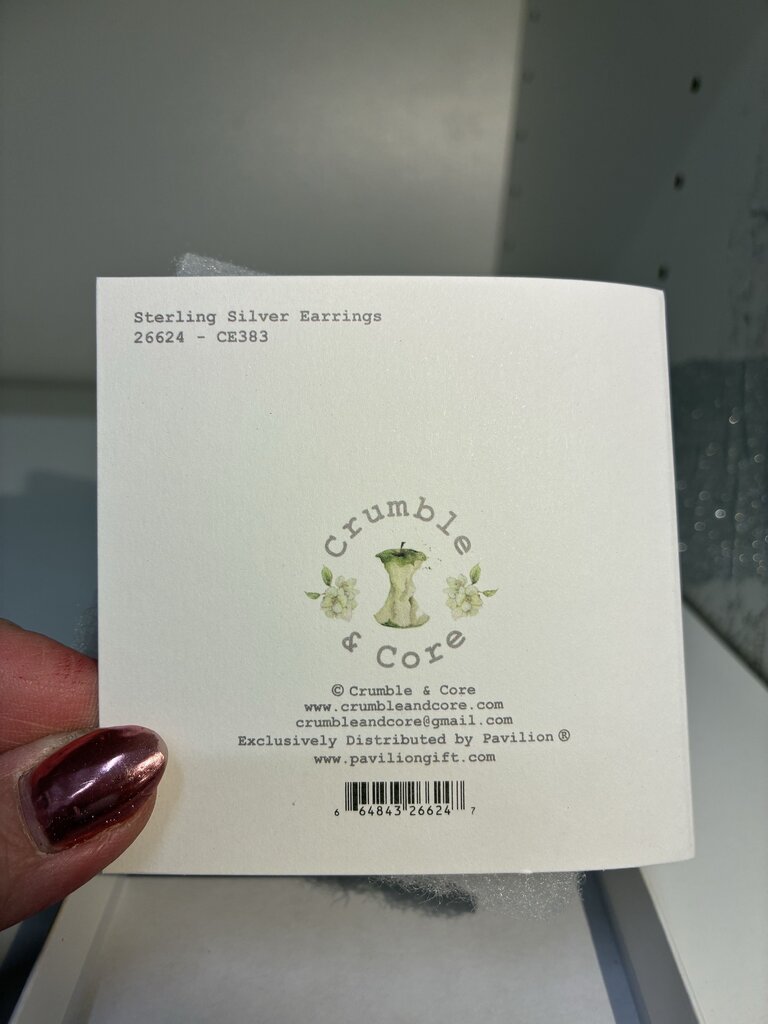 Sterling Silver Earrings
26624 - CE383
Crumble
& Core
© Crumble & Core
www.crumbleandcore.com
crumbleandcore@gmail.com
Exclusively Distributed by Pavilion®
www.paviliongift.com
6 64843 26624 7